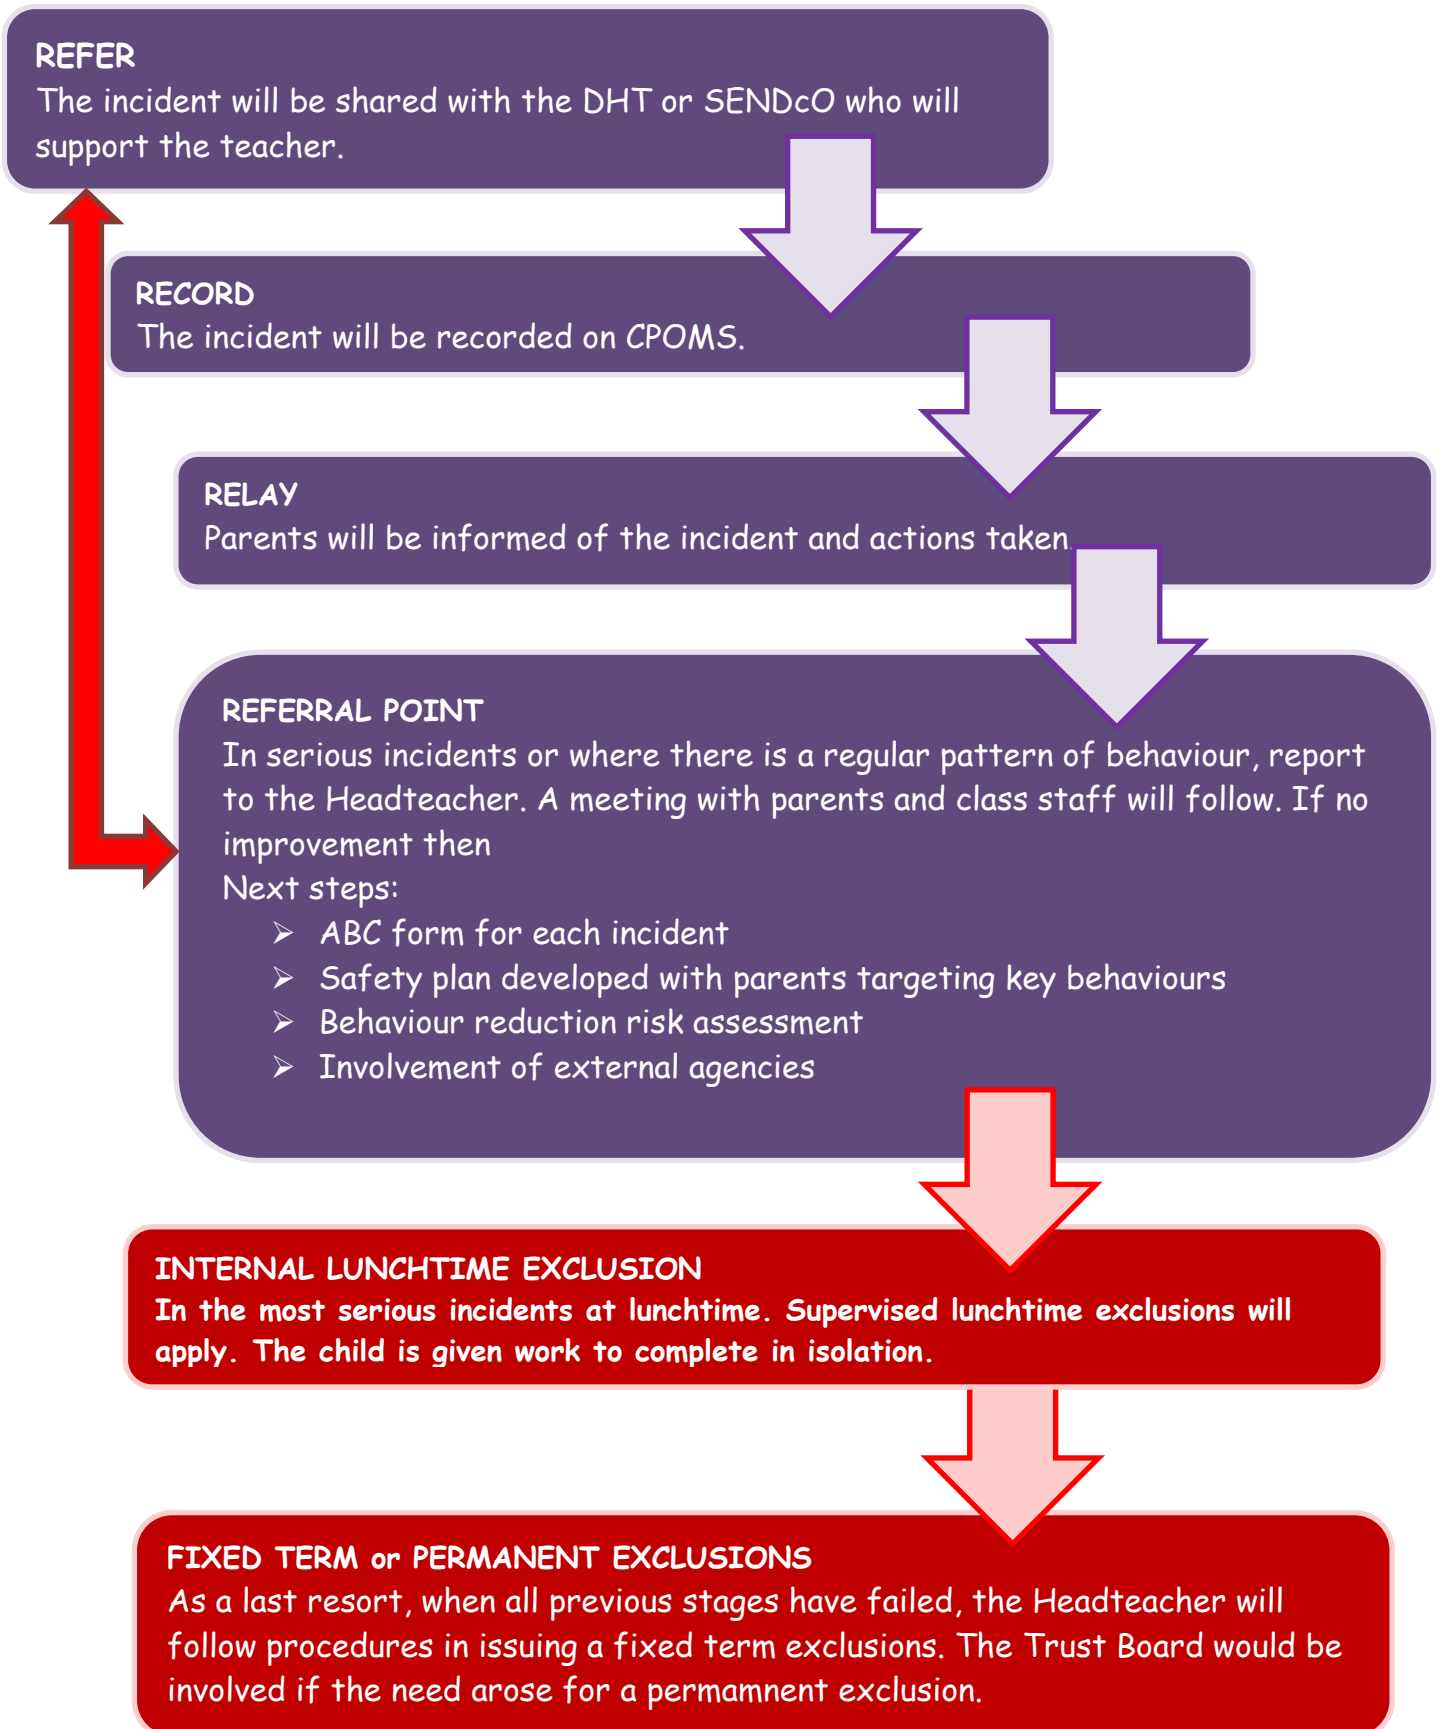 REFER
The incident will be shared with the DHT or SENDcO who will
support the teacher.
RECORD
The incident will be recorded on CPOMS.
RELAY
Parents will be informed of the incident and actions taken.
REFERRAL POINT
In serious incidents or where there is a regular pattern of behaviour, report
to the Headteacher. A meeting with parents and class staff will follow. If no
improvement then
Next steps:
➢ ABC form for each incident
➢ Safety plan developed with parents targeting key behaviours
➢ Behaviour reduction risk assessment
➢ Involvement of external agencies
INTERNAL LUNCHTIME EXCLUSION
In the most serious incidents at lunchtime. Supervised lunchtime exclusions will
apply. The child is given work to complete in isolation.
FIXED TERM or PERMANENT EXCLUSIONS
As a last resort, when all previous stages have failed, the Headteacher will
follow procedures in issuing a fixed term exclusions. The Trust Board would be
involved if the need arose for a permamnent exclusion.